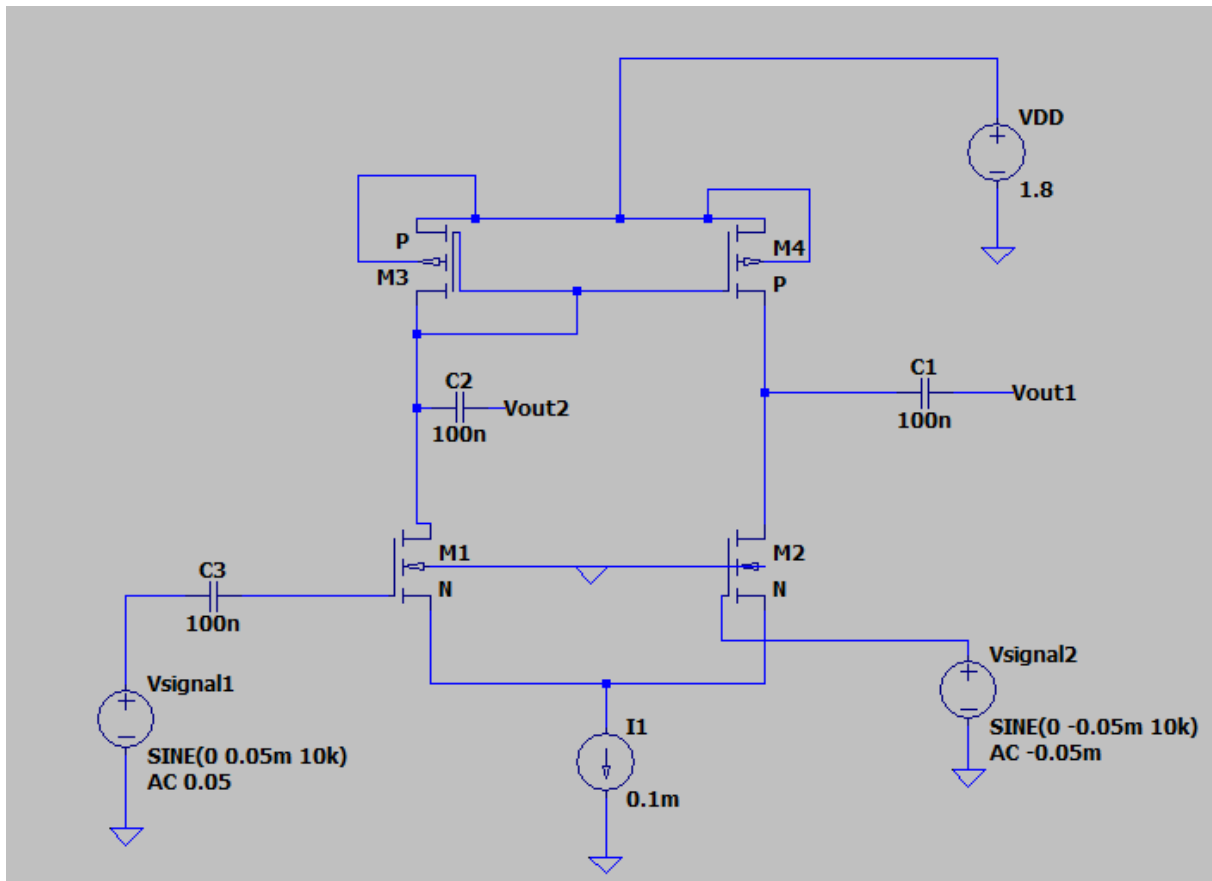 VDD
1.8
P
M3
M4
P
C2
100n
Vout2
C1
100n
Vout1
M1
N
M2
N
C3
100n
Vsignal1
SINE(0 0.05m 10k)
AC 0.05
I1
0.1m
Vsignal2
SINE(0 -0.05m 10k)
AC -0.05m